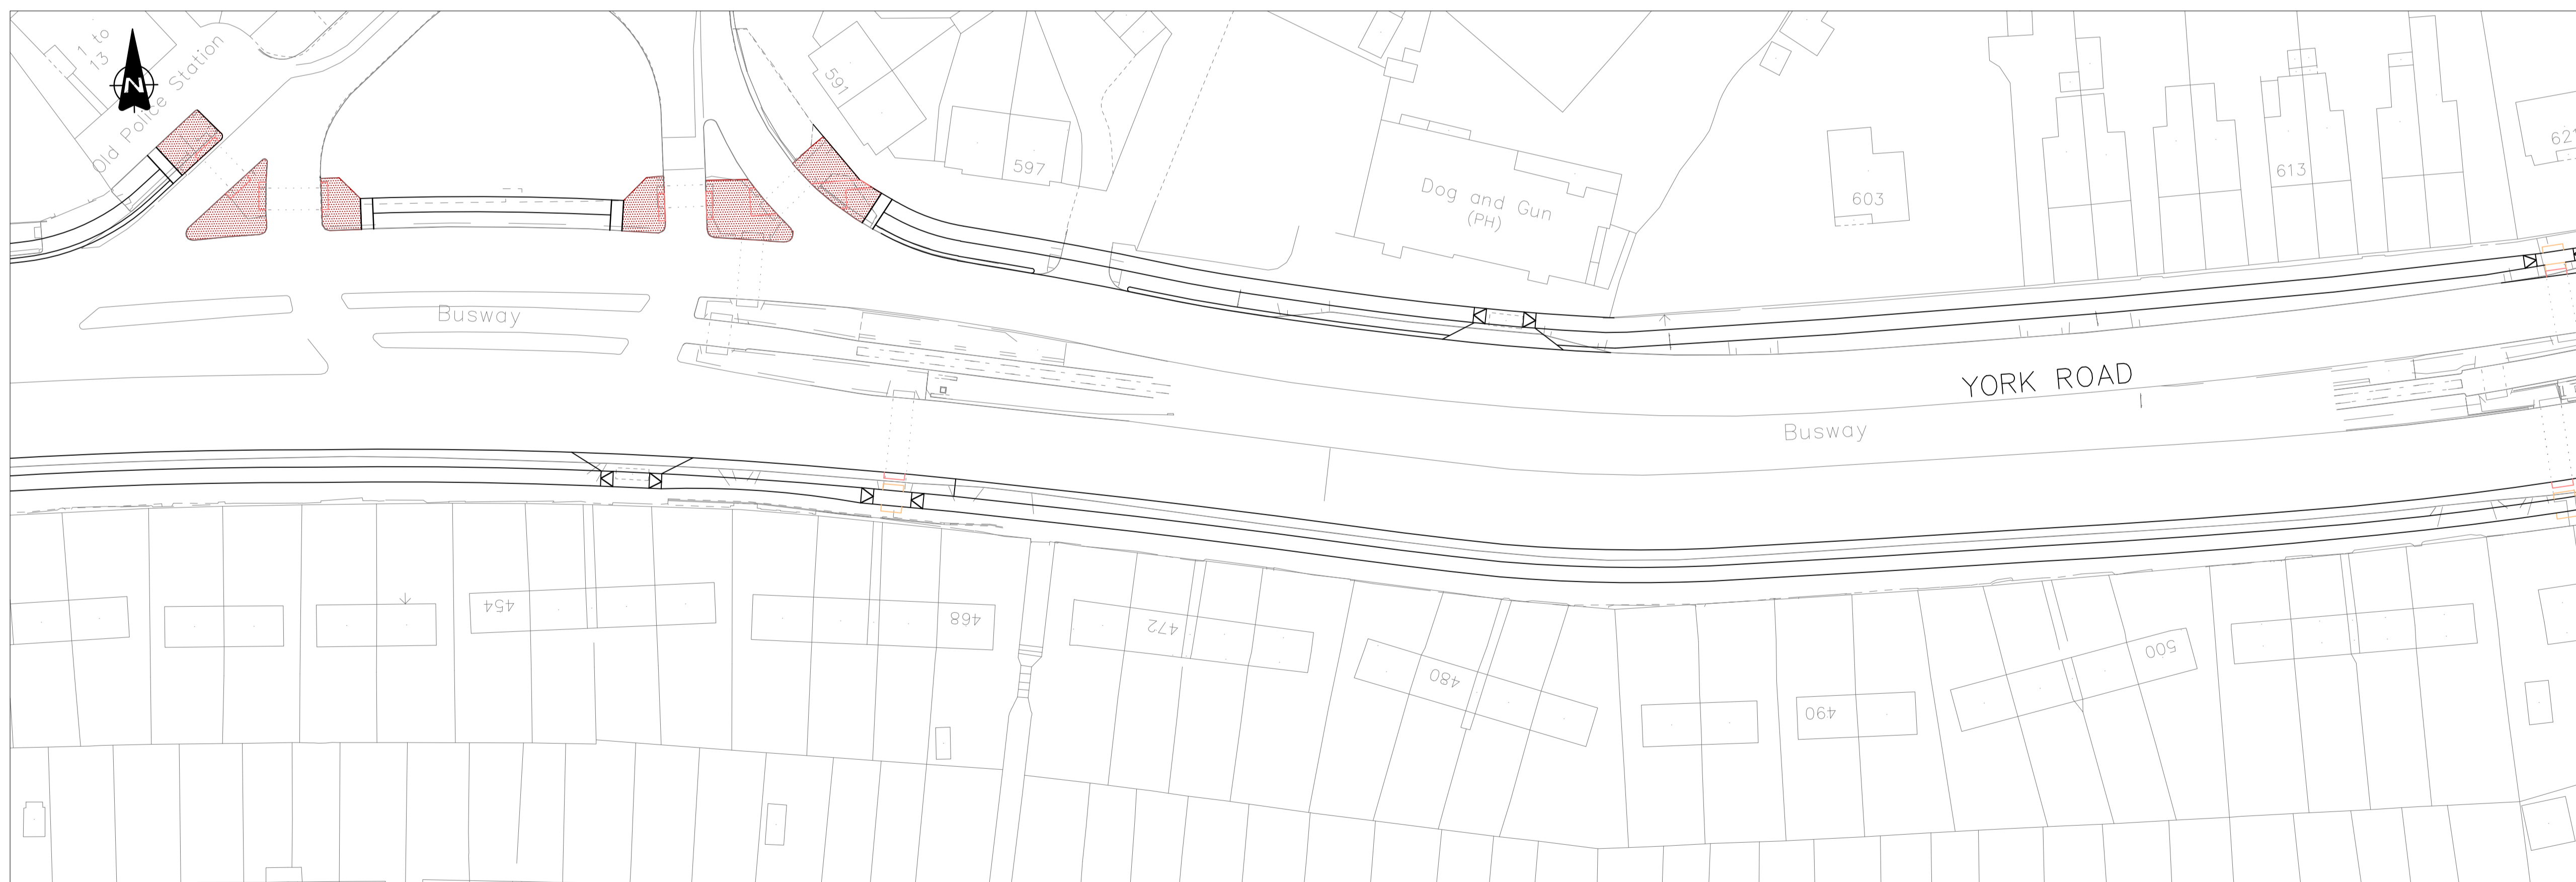 1 to
13
Old Police Station
N
591
597
Dog and Gun
(PH)
603
613
621
Busway
YORK ROAD
Busway
454
468
472
480
490
500